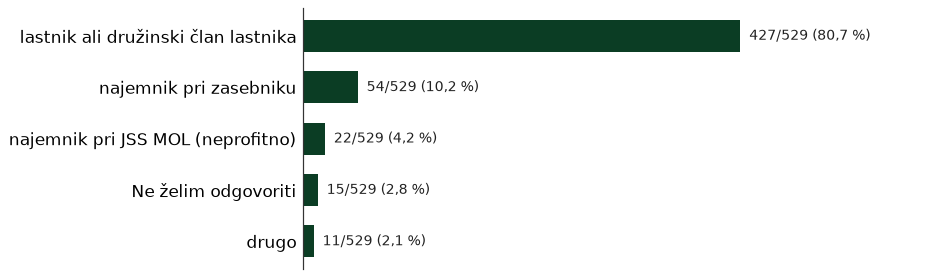 lastnik ali družinski član lastnika 427/529 (80,7 %)
najemnik pri zasebniku 54/529 (10,2 %)
najemnik pri JSS MOL (neprofitno) 22/529 (4,2 %)
Ne želim odgovoriti 15/529 (2,8 %)
drugo 11/529 (2,1 %)